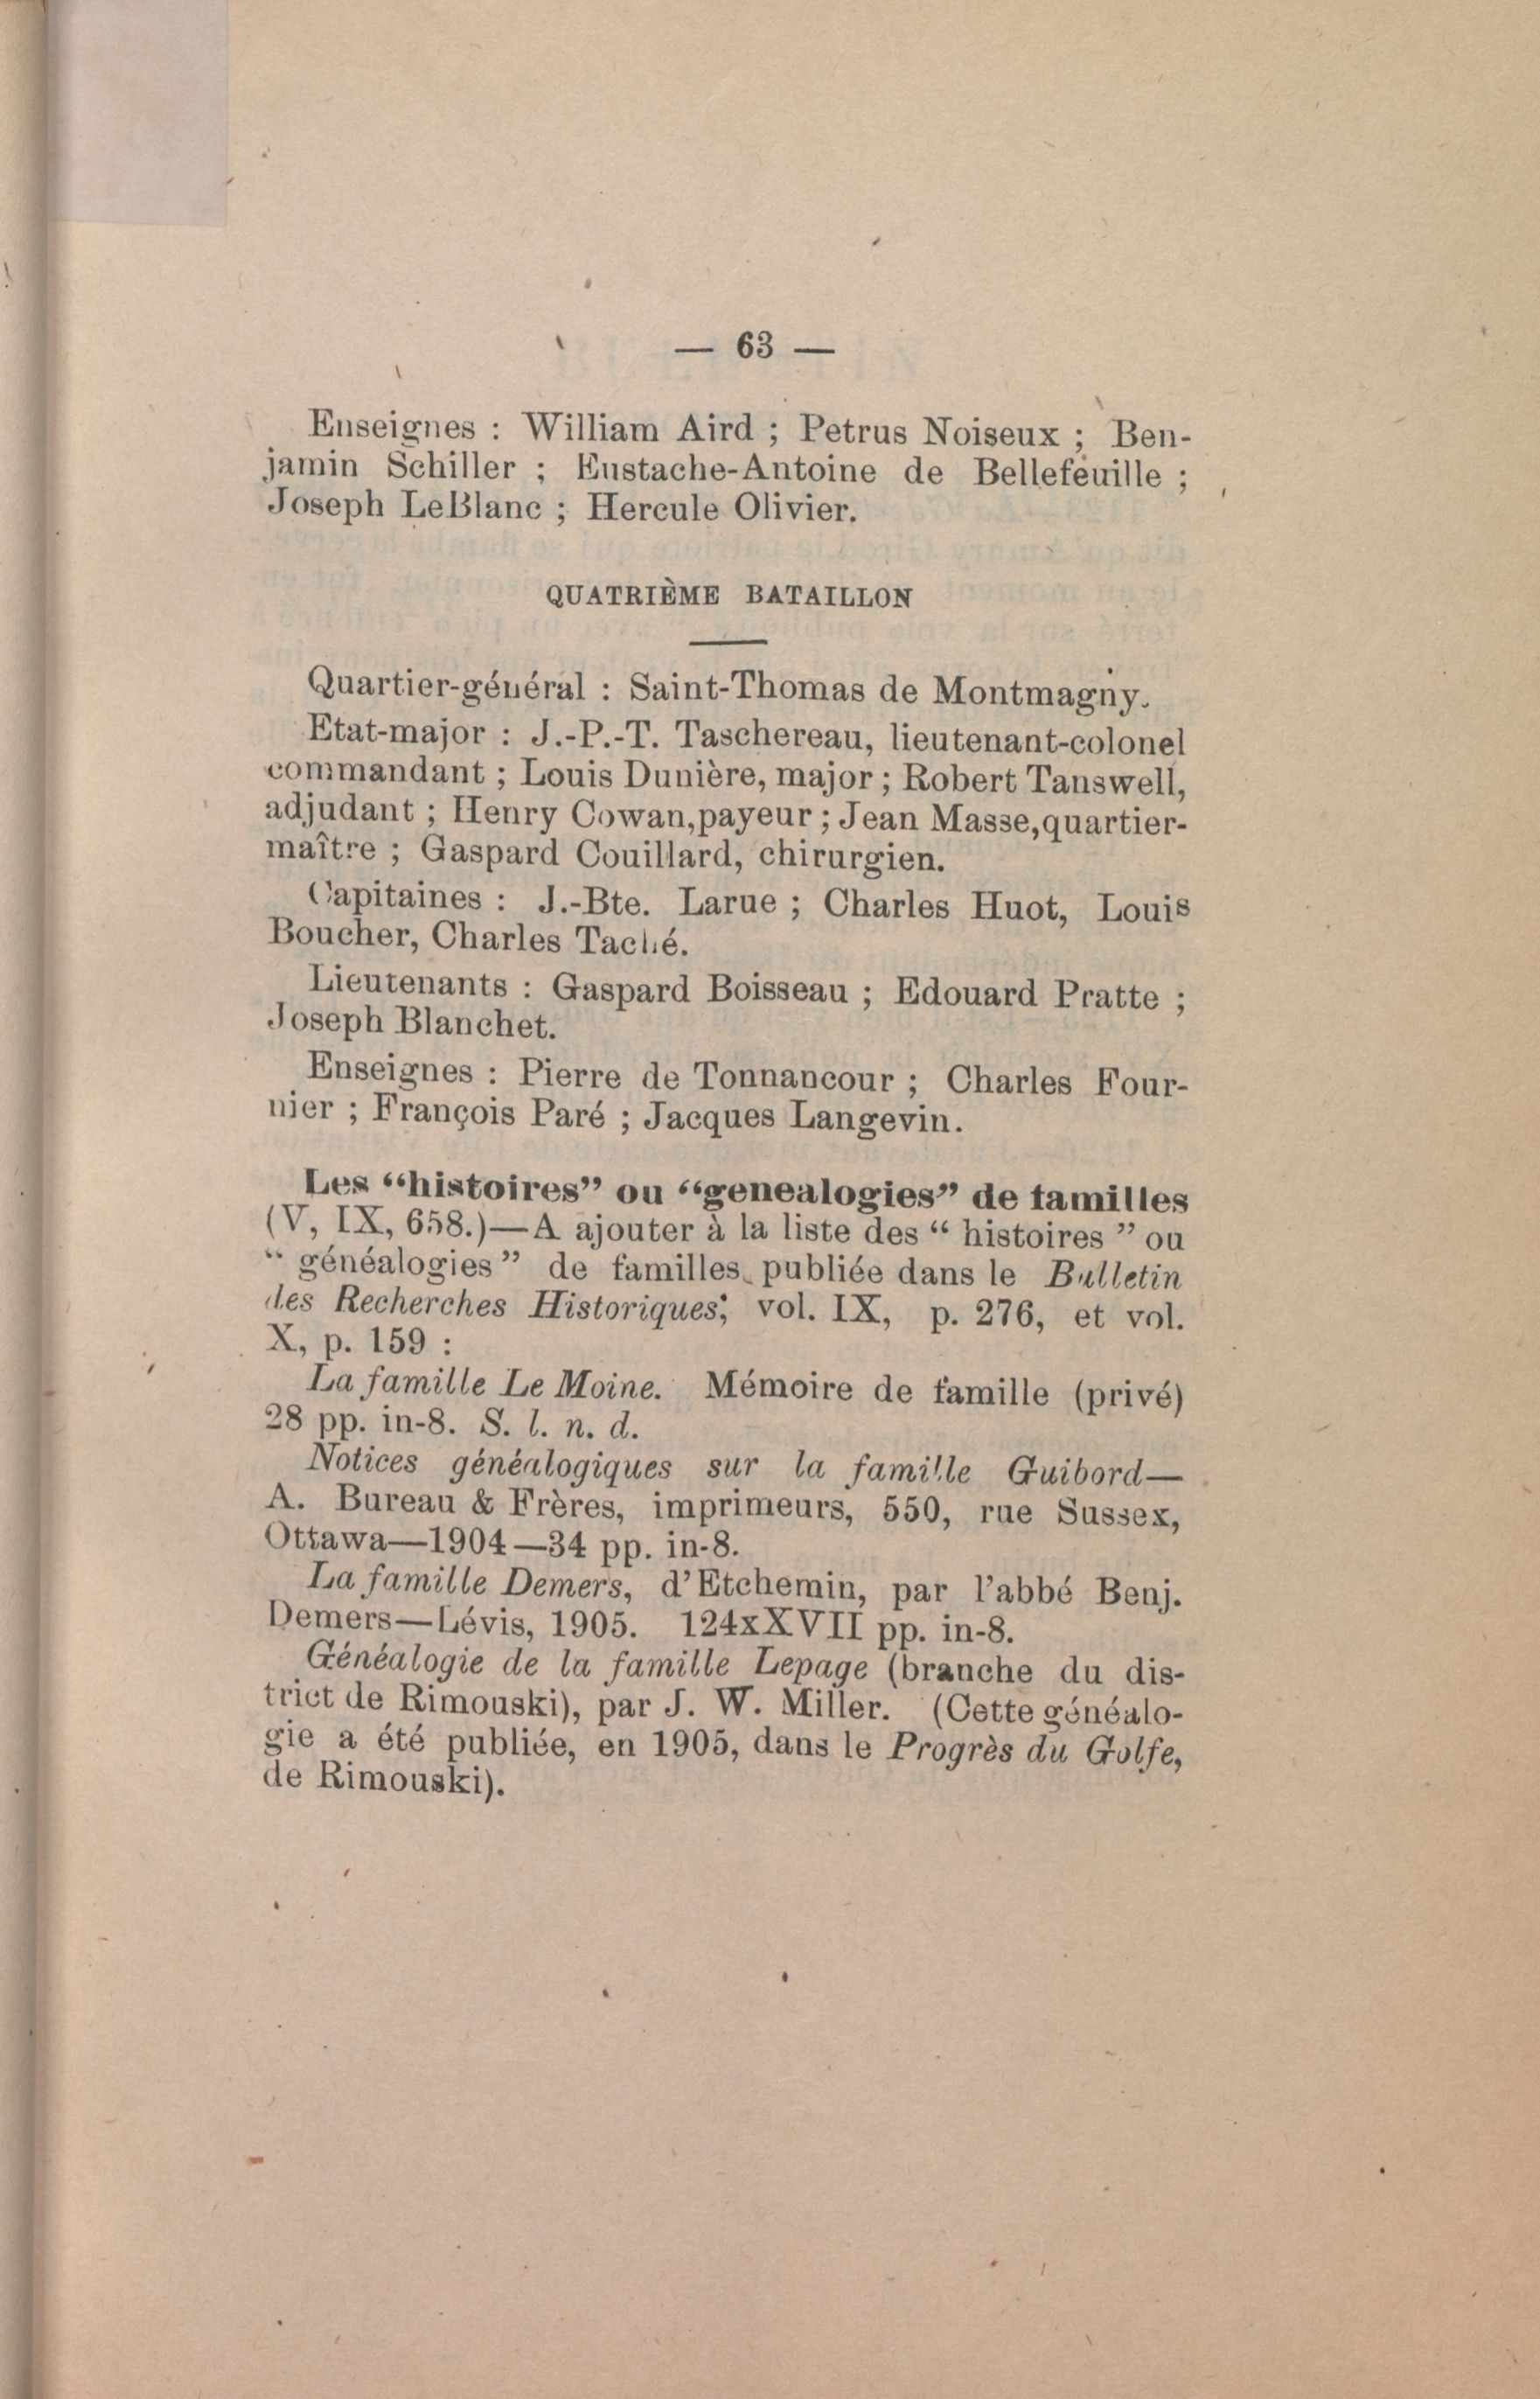 — 63 —
Enseignes : William Aird ; Petrus Noiseux ; Ben-
jamin Schiller ; Eustache-Antoine de Bellefeuille ;
Joseph LeBlanc ; Hercule Olivier.
QUATRIÈME BATAILLON
Quartier-général : Saint-Thomas de Montmagny.
Etat-major : J.-P.-T. Taschereau, lieutenant-colonel
commandant ; Louis Dunière, major ; Robert Tanswell,
adjudant ; Henry Cowan,payeur ; Jean Masse,quartier-
maître ; Gaspard Couillard, chirurgien.
Capitaines : J.-Bte. Larue ; Charles Huot, Louis
Boucher, Charles Taché.
Lieutenants : Gaspard Boisseau ; Edouard Pratte ;
Joseph Blanchet.
Enseignes : Pierre de Tonnancour ; Charles Four-
nier ; François Paré ; Jacques Langevin.
Les “histoires” ou “genealogies” de familles
(V, IX, 658.)—A ajouter à la liste des “ histoires ” ou
“ généalogies ” de familles publiée dans le Bulletin
des Recherches Historiques, vol. IX, p. 276, et vol.
X, p. 159 :
La famille Le Moine. Mémoire de famille (privé)
28 pp. in-8. S. l. n. d.
Notices généalogiques sur la famille Guibord—
A. Bureau & Frères, imprimeurs, 550, rue Sussex,
Ottawa—1904—34 pp. in-8.
La famille Demers, d’Etchemin, par l’abbé Benj.
Demers—Lévis, 1905. 124xXVII pp. in-8.
Généalogie de la famille Lepage (branche du dis-
trict de Rimouski), par J. W. Miller. (Cette généalo-
gie a été publiée, en 1905, dans le Progrès du Golfe,
de Rimouski).